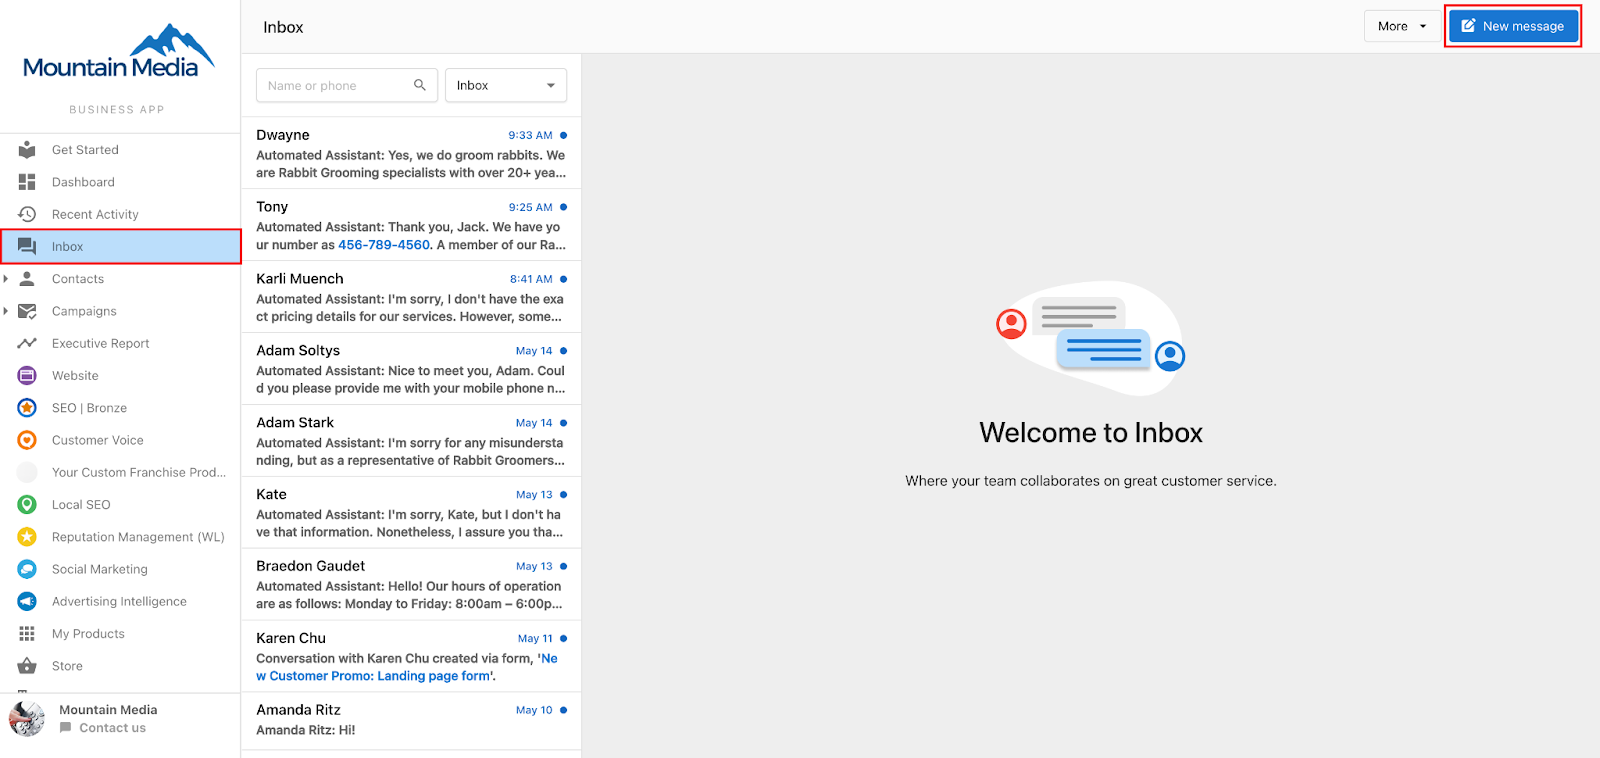 Mountain Media
BUSINESS APP
Get Started
Dashboard
Recent Activity
Inbox
Contacts
Campaigns
Executive Report
Website
SEO | Bronze
Customer Voice
Your Custom Franchise Prod...
Local SEO
Reputation Management (WL)
Social Marketing
Advertising Intelligence
My Products
Store
Mountain Media
Contact us
Inbox
More
New message
Name or phone
Inbox
Dwayne 9:33 AM
Automated Assistant: Yes, we do groom rabbits. We
are Rabbit Grooming specialists with over 20+ yea...
Tony 9:25 AM
Automated Assistant: Thank you, Jack. We have yo
ur number as 456-789-4560. A member of our Ra...
Karli Muench 8:41 AM
Automated Assistant: I'm sorry, I don't have the exa
ct pricing details for our services. However, some...
Adam Soltys May 14
Automated Assistant: Nice to meet you, Adam. Coul
d you please provide me with your mobile phone n...
Adam Stark May 14
Automated Assistant: I'm sorry for any misundersta
nding, but as a representative of Rabbit Groomers...
Kate May 13
Automated Assistant: I'm sorry, Kate, but I don't ha
ve that information. Nonetheless, I assure you tha...
Braedon Gaudet May 13
Automated Assistant: Hello! Our hours of operation
are as follows: Monday to Friday: 8:00am – 6:00p...
Karen Chu May 11
Conversation with Karen Chu created via form, 'Ne
w Customer Promo: Landing page form'.
Amanda Ritz May 10
Amanda Ritz: Hi!
Welcome to Inbox
Where your team collaborates on great customer service.